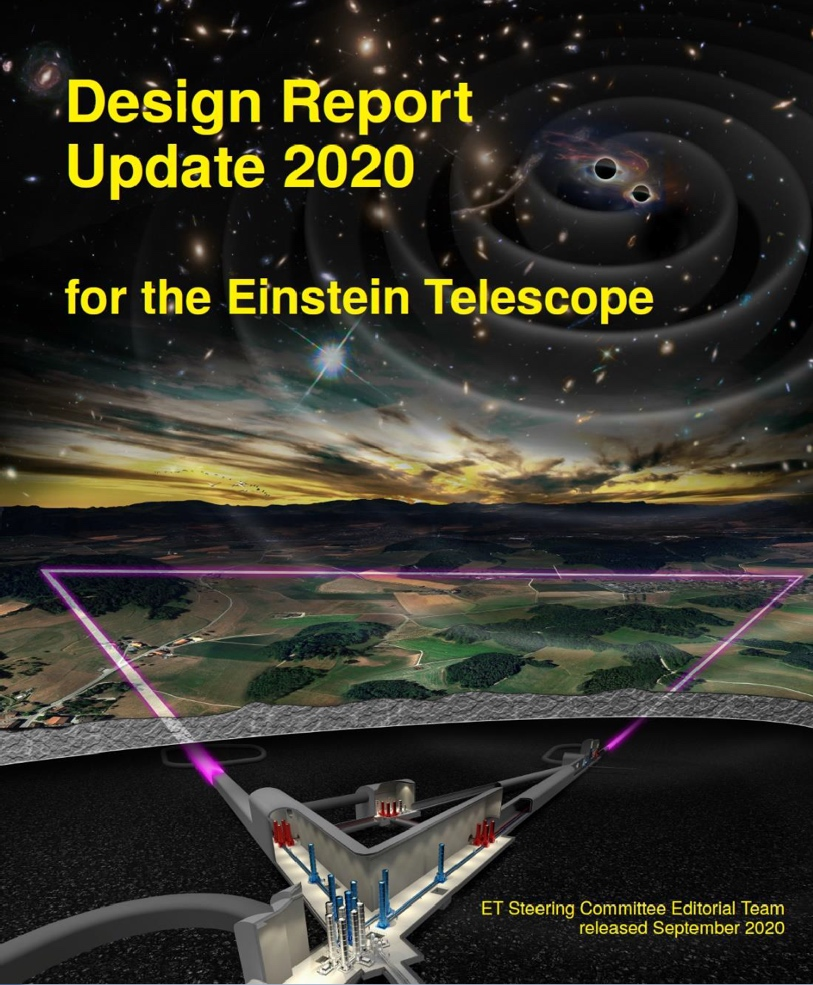 Design Report
Update 2020
for the Einstein Telescope
ET Steering Committee Editorial Team
released September 2020